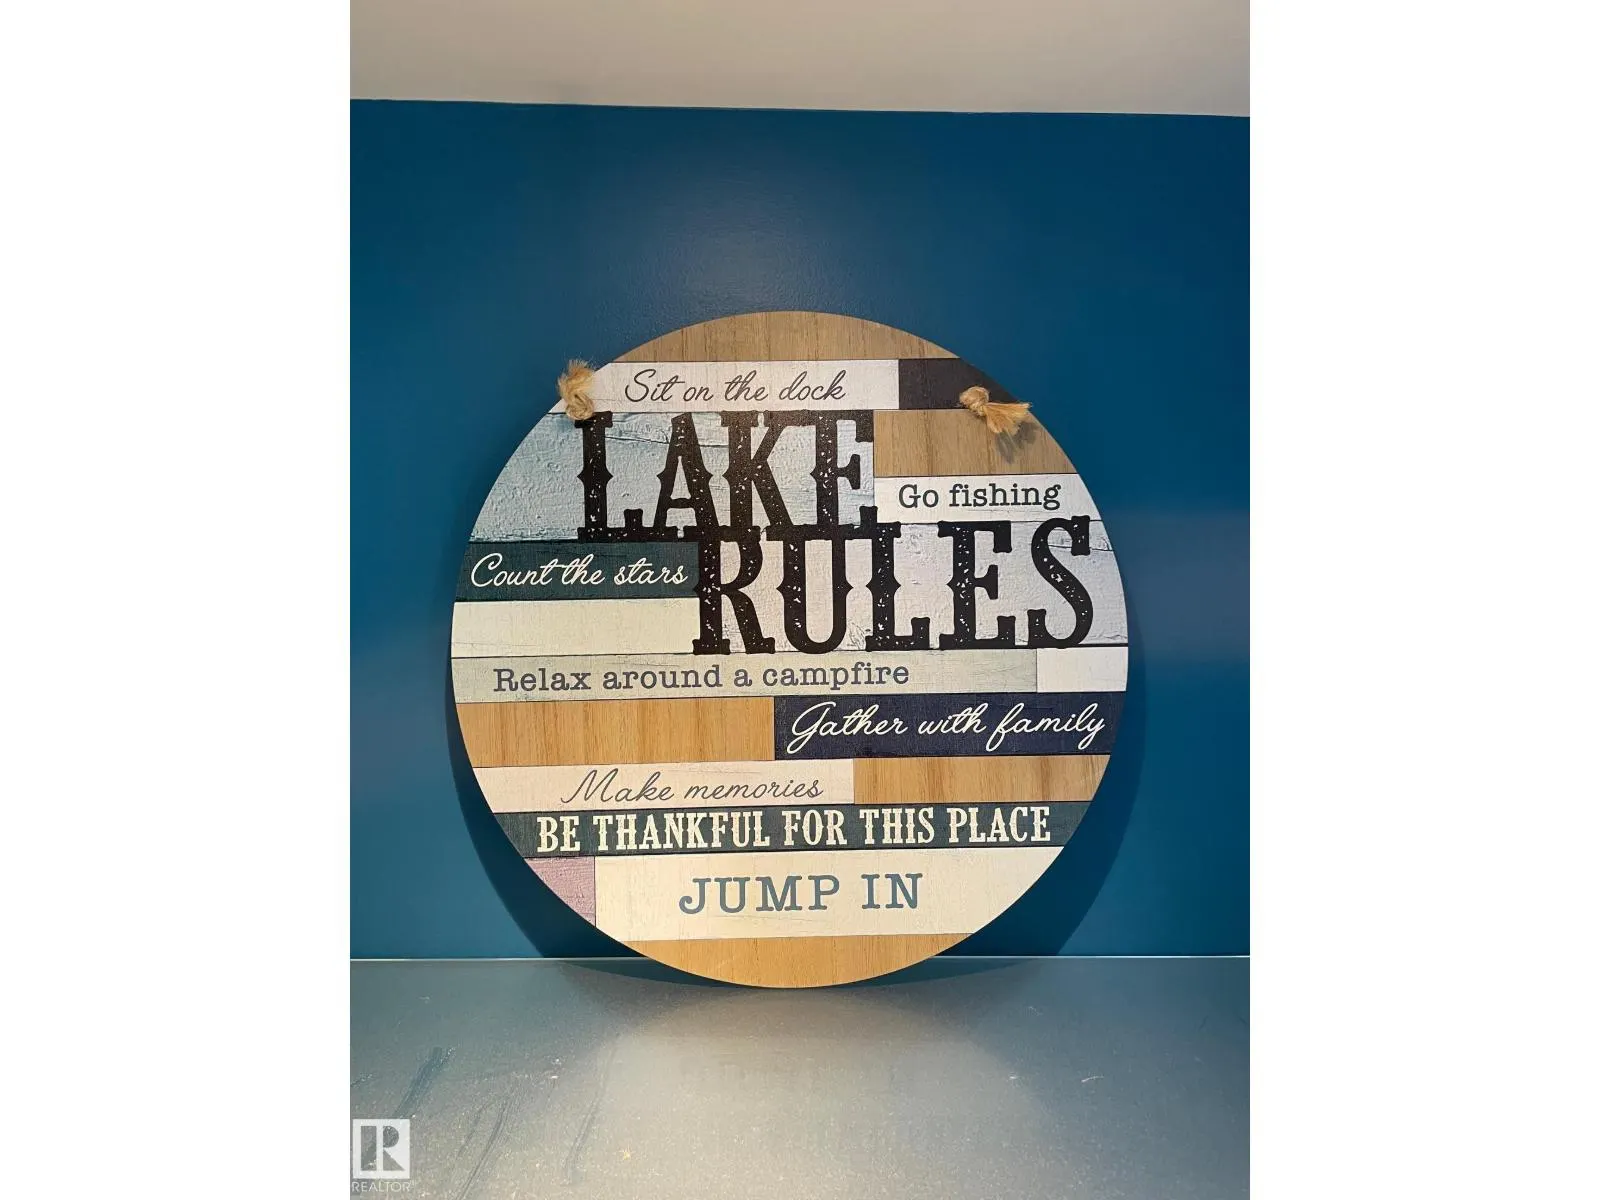 Sit on the dock
LAKE
Go fishing
RULES
Count the stars
Relax around a campfire
Gather with family
Make memories
BE THANKFUL FOR THIS PLACE
JUMP IN
R
REALTOR